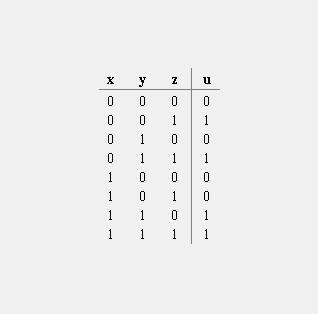 x y z u
0 0 0 0
0 0 1 1
0 1 0 0
0 1 1 1
1 0 0 0
1 0 1 0
1 1 0 1
1 1 1 1